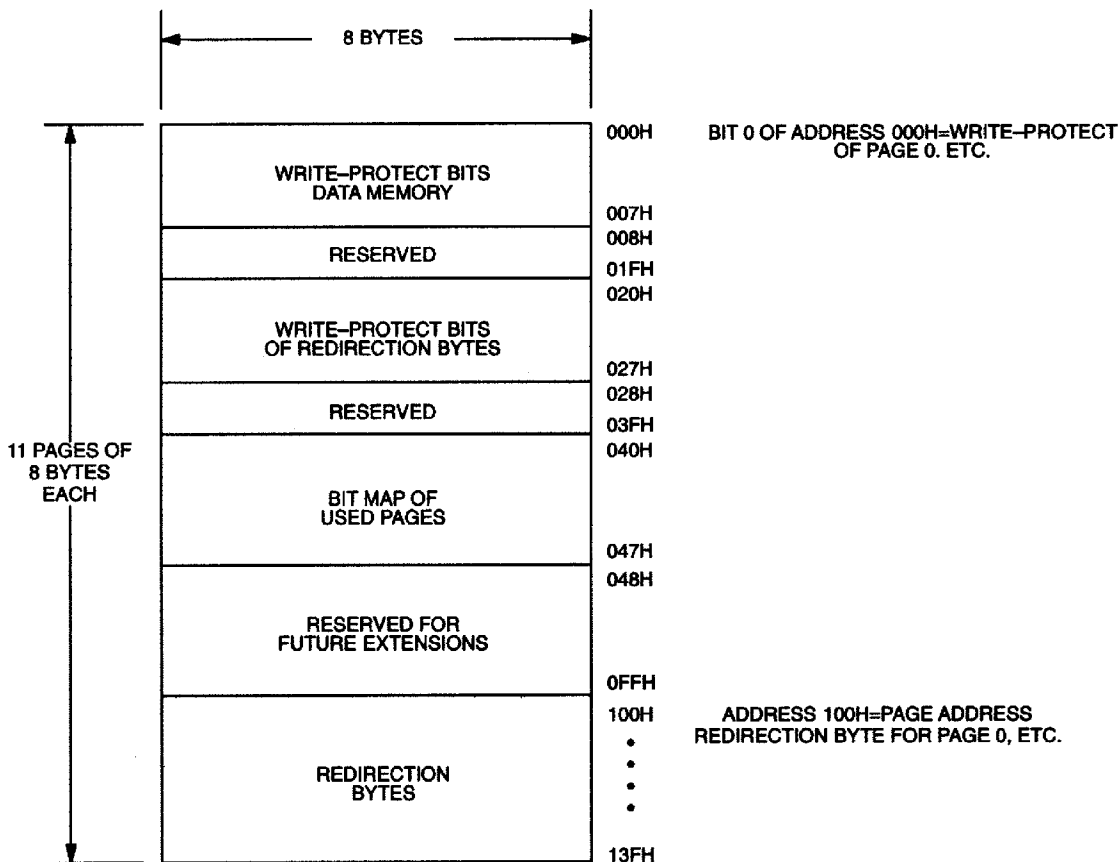 8 BYTES
000H
BIT 0 OF ADDRESS 000H=WRITE–PROTECT
OF PAGE 0. ETC.
WRITE–PROTECT BITS
DATA MEMORY
007H
008H
RESERVED
01FH
020H
WRITE–PROTECT BITS
OF REDIRECTION BYTES
027H
028H
RESERVED
03FH
11 PAGES OF
8 BYTES
EACH
040H
BIT MAP OF
USED PAGES
047H
048H
RESERVED FOR
FUTURE EXTENSIONS
0FFH
100H
ADDRESS 100H=PAGE ADDRESS
REDIRECTION BYTE FOR PAGE 0, ETC.
REDIRECTION
BYTES
13FH